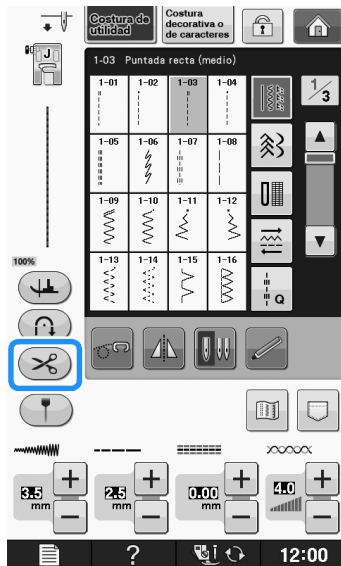 Costura de utilidad
Costura decorativa o de caracteres
J
1-03 Puntada recta (medio)
1/3
1-01 1-02 1-03 1-04
1-05 1-06 1-07 1-08
1-09 1-10 1-11 1-12
1-13 1-14 1-15 1-16
Q
100%
3.5 mm
2.5 mm
0.00 mm
4.0
?
12:00